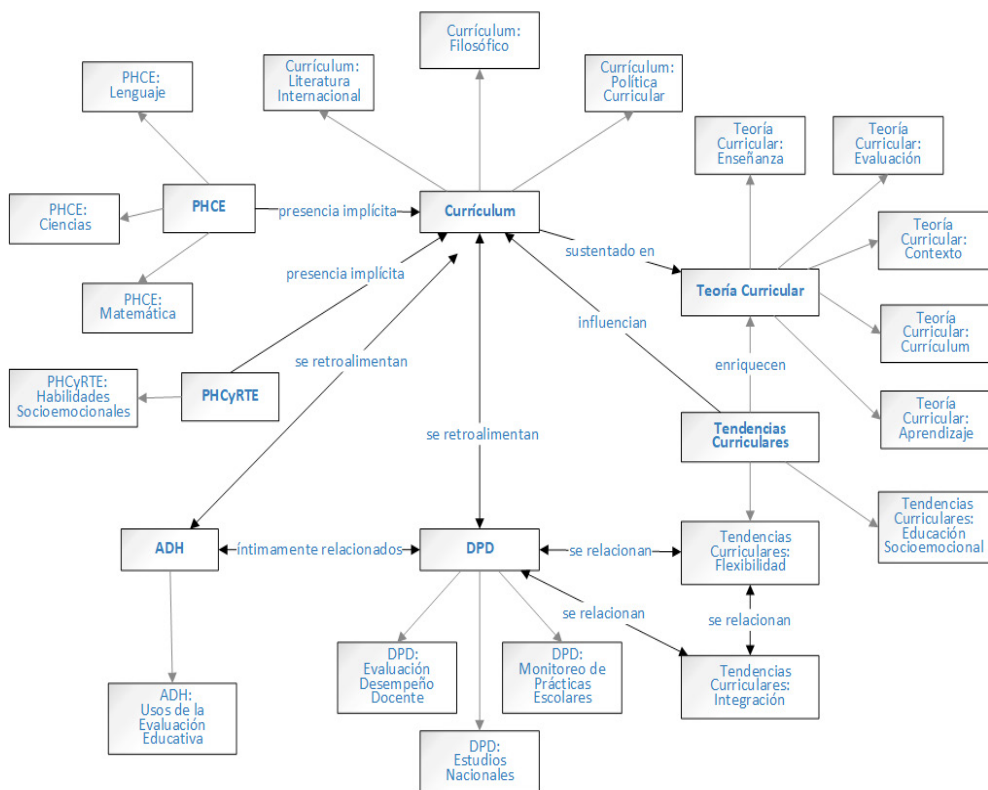 Currículum:
Filosófico
Currículum:
Literatura
Internacional
Currículum:
Política
Curricular
PHCE:
Lenguaje
Teoría
Curricular:
Enseñanza
Teoría
Curricular:
Evaluación
PHCE
presencia implícita
Currículum
PHCE:
Ciencias
Teoría
Curricular:
Contexto
sustentado en
presencia implícita
Teoría Curricular
PHCE:
Matemática
influencian
Teoría
Curricular:
Currículum
se retroalimentan
enriquecen
PHCyRTE:
Habilidades
Socioemocionales
PHCyRTE
Teoría
Curricular:
Aprendizaje
se retroalimentan
Tendencias
Curriculares
Tendencias
Curriculares:
Educación
Socioemocional
ADH
íntimamente relacionados
DPD
se relacionan
Tendencias
Curriculares:
Flexibilidad
se relacionan
se relacionan
DPD:
Evaluación
Desempeño
Docente
DPD:
Monitoreo de
Prácticas
Escolares
Tendencias
Curriculares:
Integración
ADH:
Usos de la
Evaluación
Educativa
DPD:
Estudios
Nacionales